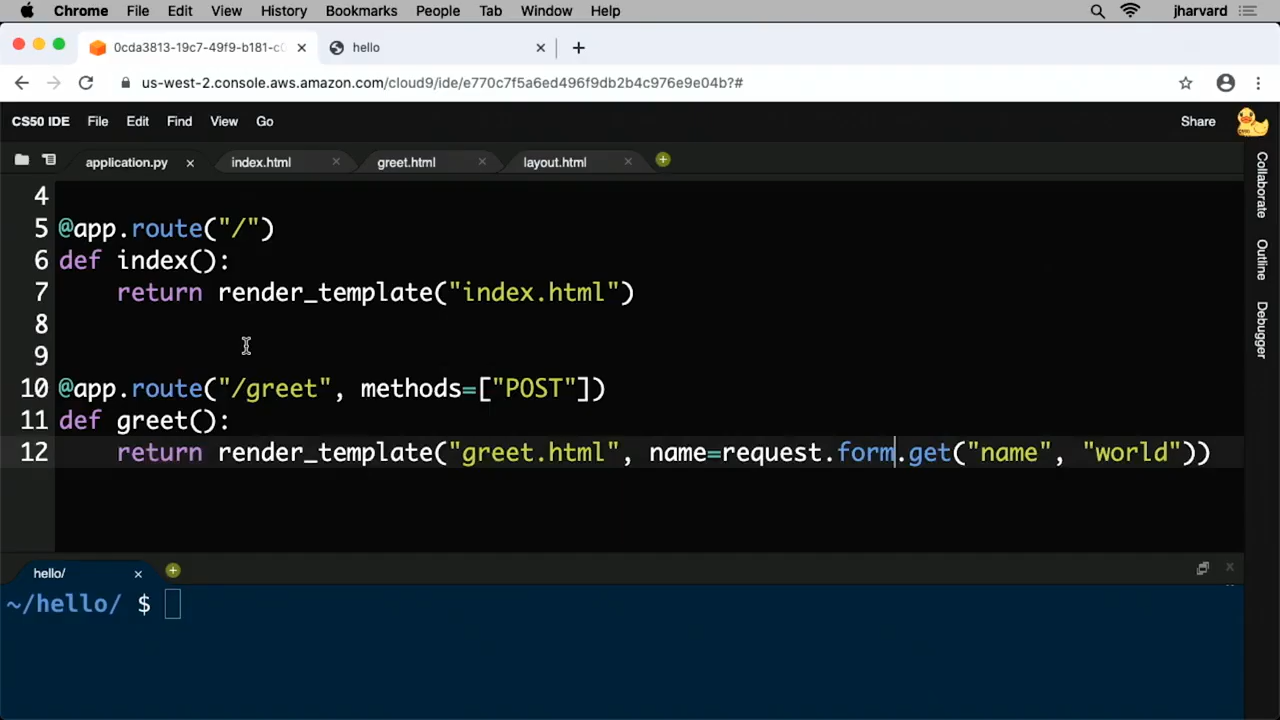 Chrome File Edit View History Bookmarks People Tab Window Help jharvard
0cda3813-19c7-49f9-b181-c hello
us-west-2.console.aws.amazon.com/cloud9/ide/e770c7f5a6ed496f9db2b4c976e9e04b?#
CS50 IDE File Edit Find View Go Share
application.py index.html greet.html layout.html
4
5 @app.route("/")
6 def index():
7 return render_template("index.html")
8
9
10 @app.route("/greet", methods=["POST"])
11 def greet():
12 return render_template("greet.html", name=request.form.get("name", "world"))
Collaborate
Outline
Debugger
hello/
~/hello/ $